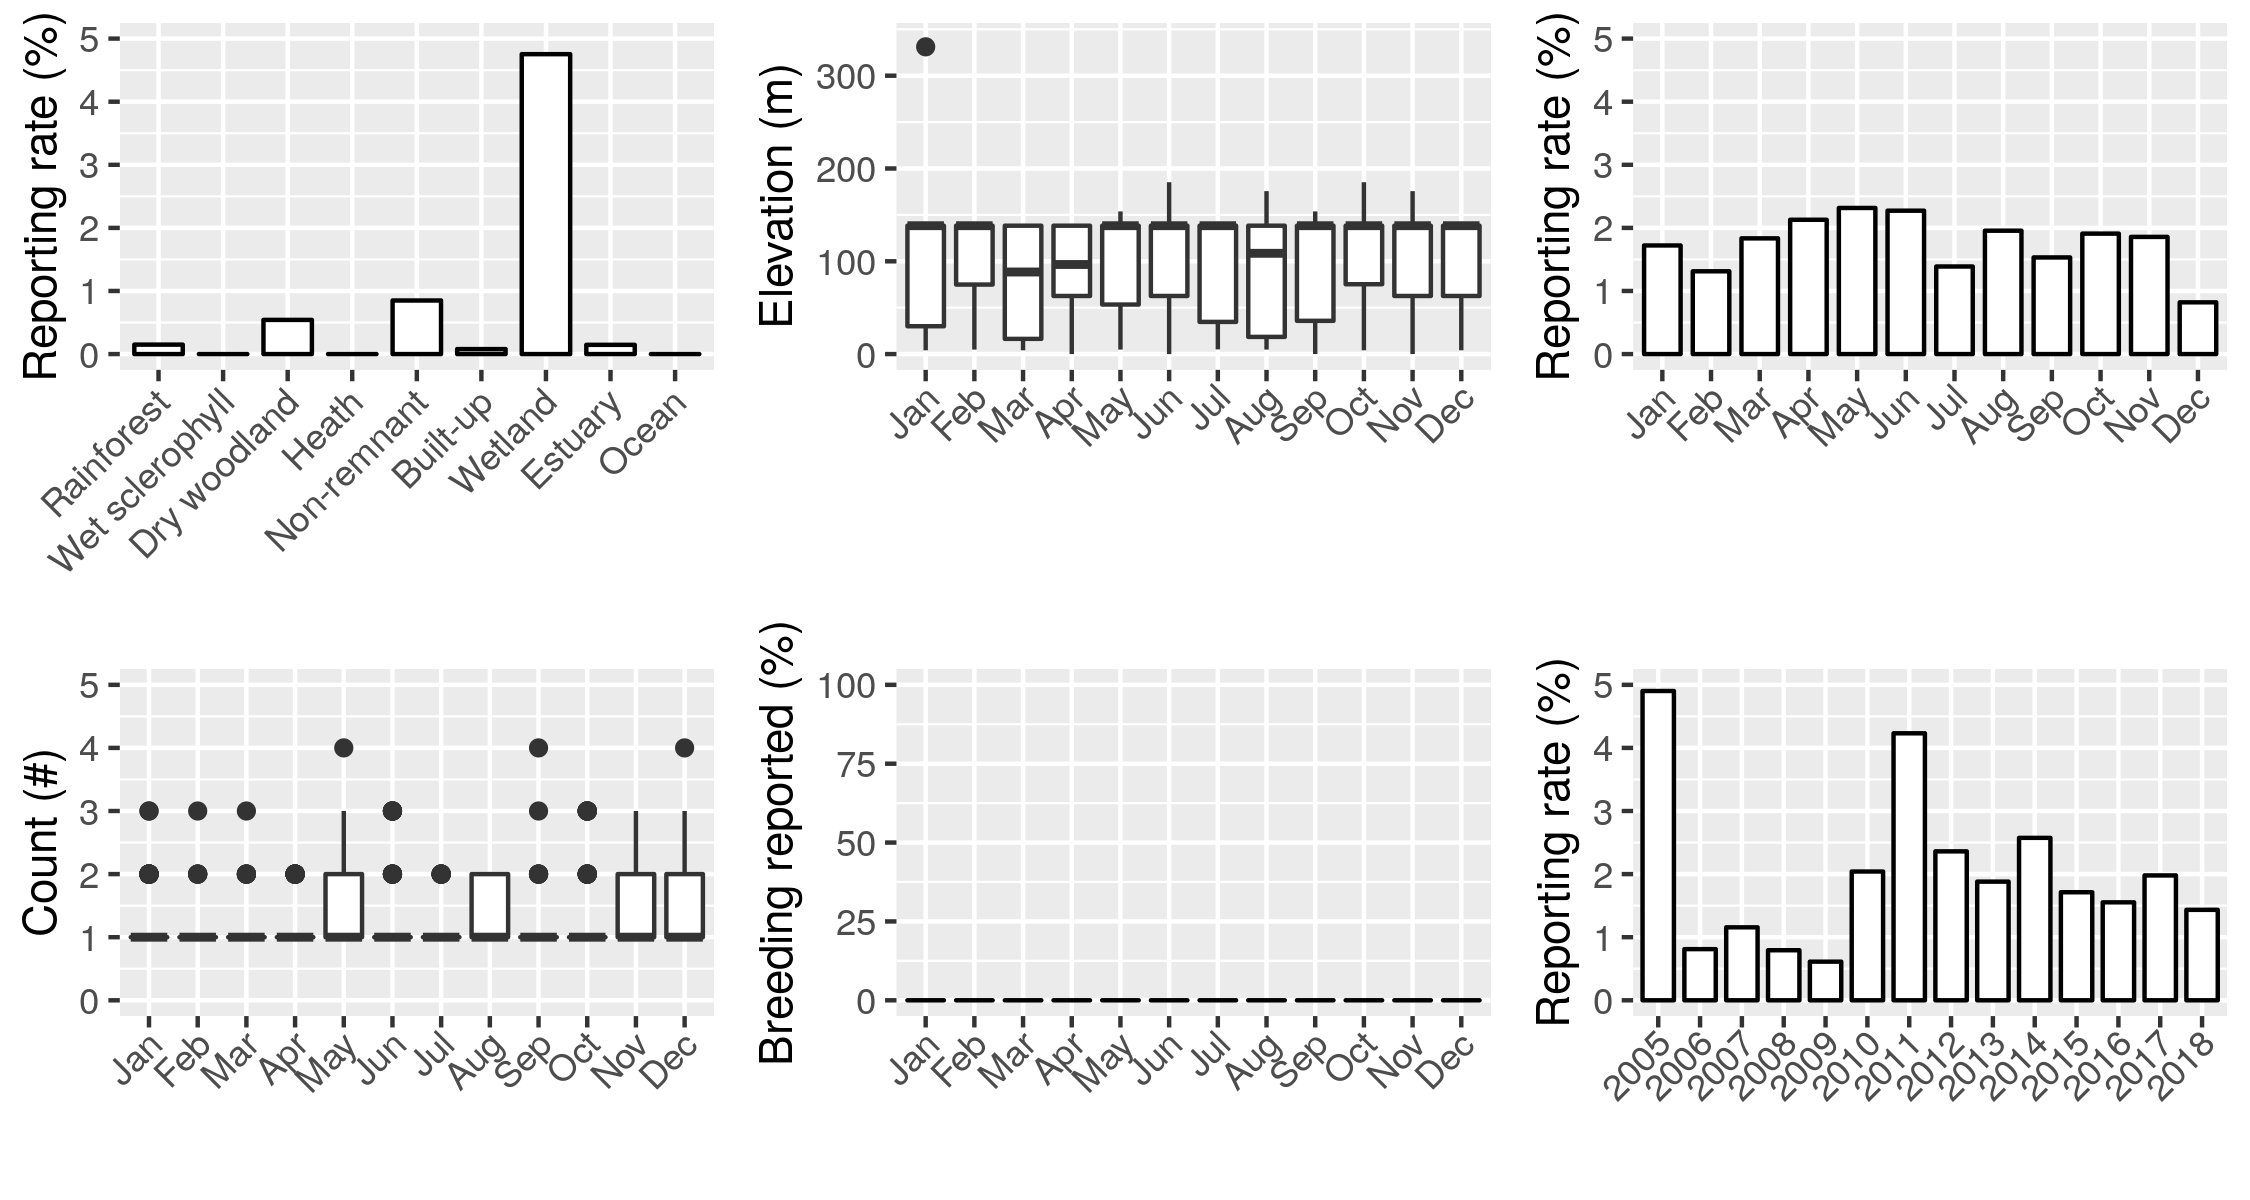 Reporting rate (%)
5
4
3
2
1
0
Rainforest
Wet sclerophyll
Dry woodland
Heath
Non-remnant
Built-up
Wetland
Estuary
Ocean
Elevation (m)
300
200
100
0
Jan
Feb
Mar
Apr
May
Jun
Jul
Aug
Sep
Oct
Nov
Dec
Reporting rate (%)
5
4
3
2
1
0
Jan
Feb
Mar
Apr
May
Jun
Jul
Aug
Sep
Oct
Nov
Dec
Count (#)
5
4
3
2
1
0
Jan
Feb
Mar
Apr
May
Jun
Jul
Aug
Sep
Oct
Nov
Dec
Breeding reported (%)
100
75
50
25
0
Jan
Feb
Mar
Apr
May
Jun
Jul
Aug
Sep
Oct
Nov
Dec
Reporting rate (%)
5
4
3
2
1
0
2005
2006
2007
2008
2009
2010
2011
2012
2013
2014
2015
2016
2017
2018